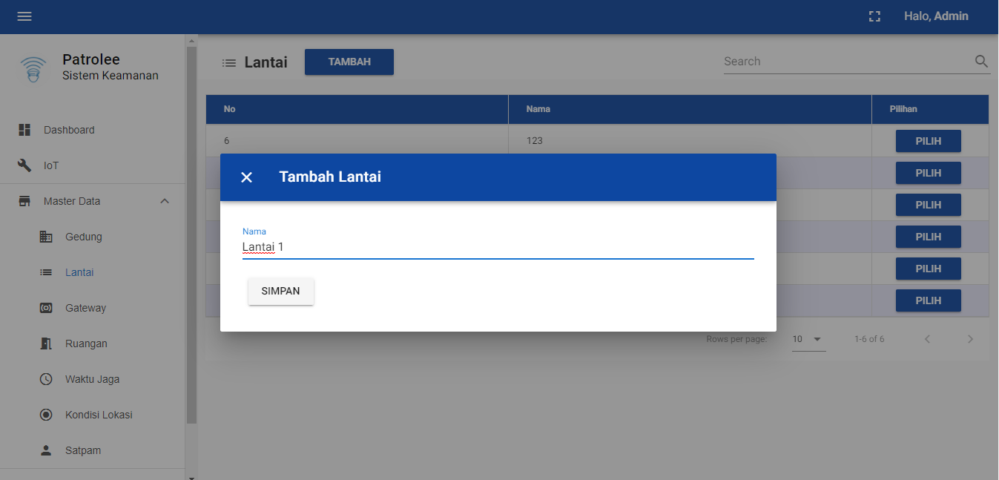 Halo, Admin
Patrolee
Sistem Keamanan
Dashboard
IoT
Master Data
Gedung
Lantai
Gateway
Ruangan
Waktu Jaga
Kondisi Lokasi
Satpam
Lantai
TAMBAH
Search
No Nama Pilihan
6 123 PILIH
PILIH
PILIH
PILIH
PILIH
PILIH
Tambah Lantai
Nama
Lantai 1
SIMPAN
Rows per page: 10 1-6 of 6